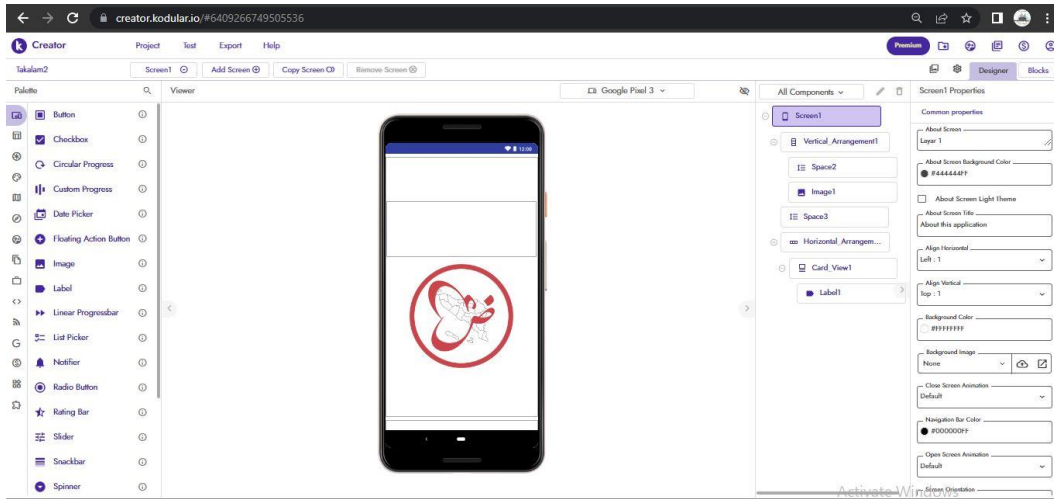 creator.kodular.io/#6409266749505536
Creator
Project
Test
Export
Help
Premium
Takalam2
Screen1
Add Screen
Copy Screen
Remove Screen
Designer
Blocks
Palette
Viewer
Google Pixel 3
All Components
Screen1 Properties
Button
Checkbox
Circular Progress
Custom Progress
Date Picker
Floating Action Button
Image
Label
Linear Progressbar
List Picker
Notifier
Radio Button
Rating Bar
Slider
Snackbar
Spinner
12:00
Screen1
Vertical_Arrangement1
Space2
Image1
Space3
Horizontal_Arrangem...
Card_View1
Label1
Common properties
About Screen
Layar 1
About Screen Background Color
#444444FF
About Screen Light Theme
About Screen Title
About this application
Align Horizontal
Left : 1
Align Vertical
Top : 1
Background Color
#FFFFFFFF
Background Image
None
Close Screen Animation
Default
Navigation Bar Color
#000000FF
Open Screen Animation
Default
Screen Orientation
Activate Windows